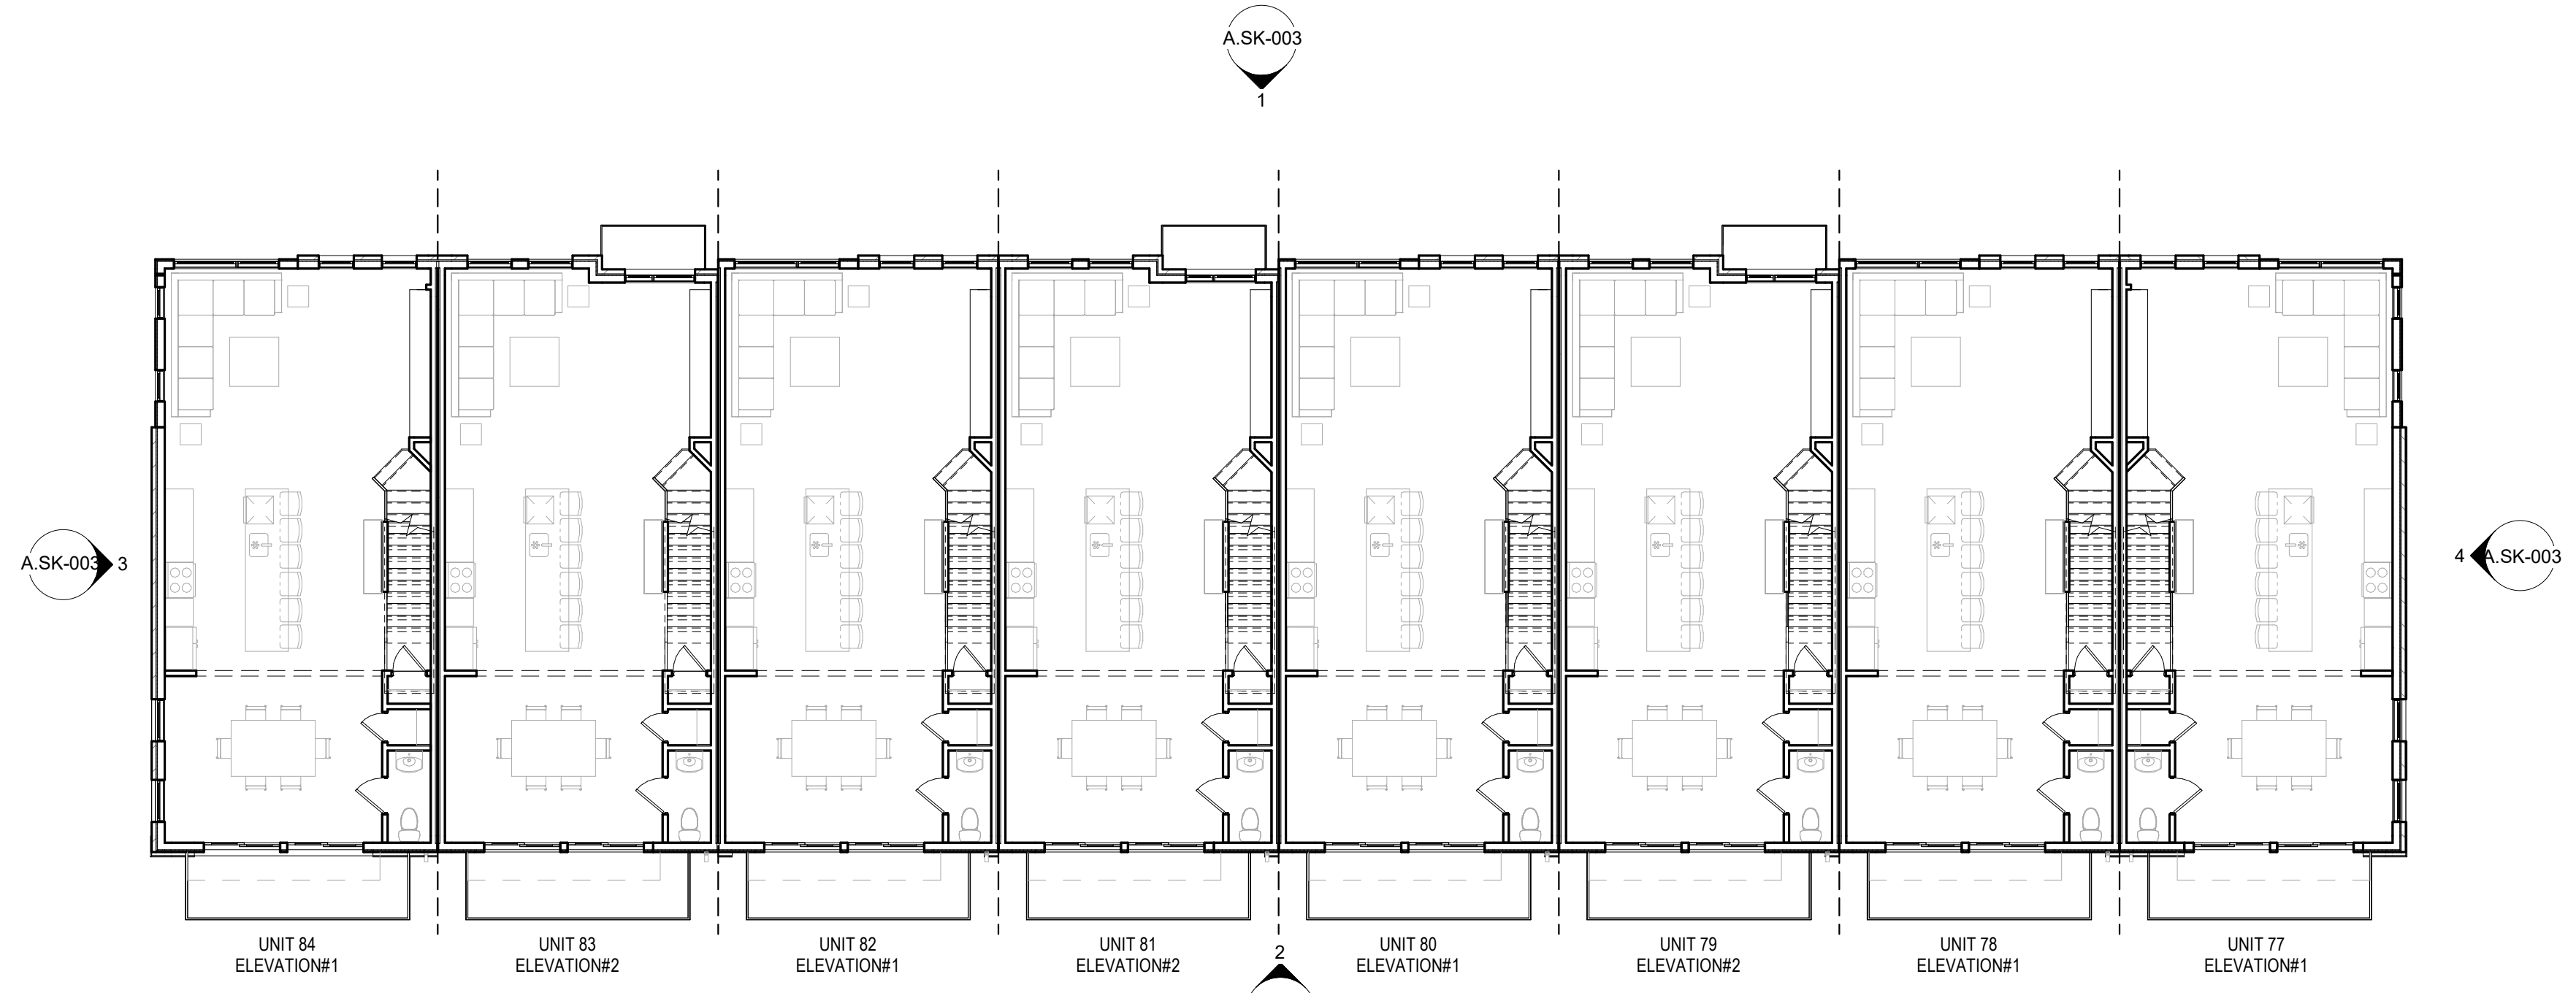 A.SK-003
1
A.SK-003
3
4
A.SK-003
UNIT 84
ELEVATION#1
UNIT 83
ELEVATION#2
UNIT 82
ELEVATION#1
UNIT 81
ELEVATION#2
2
UNIT 80
ELEVATION#1
UNIT 79
ELEVATION#2
UNIT 78
ELEVATION#1
UNIT 77
ELEVATION#1